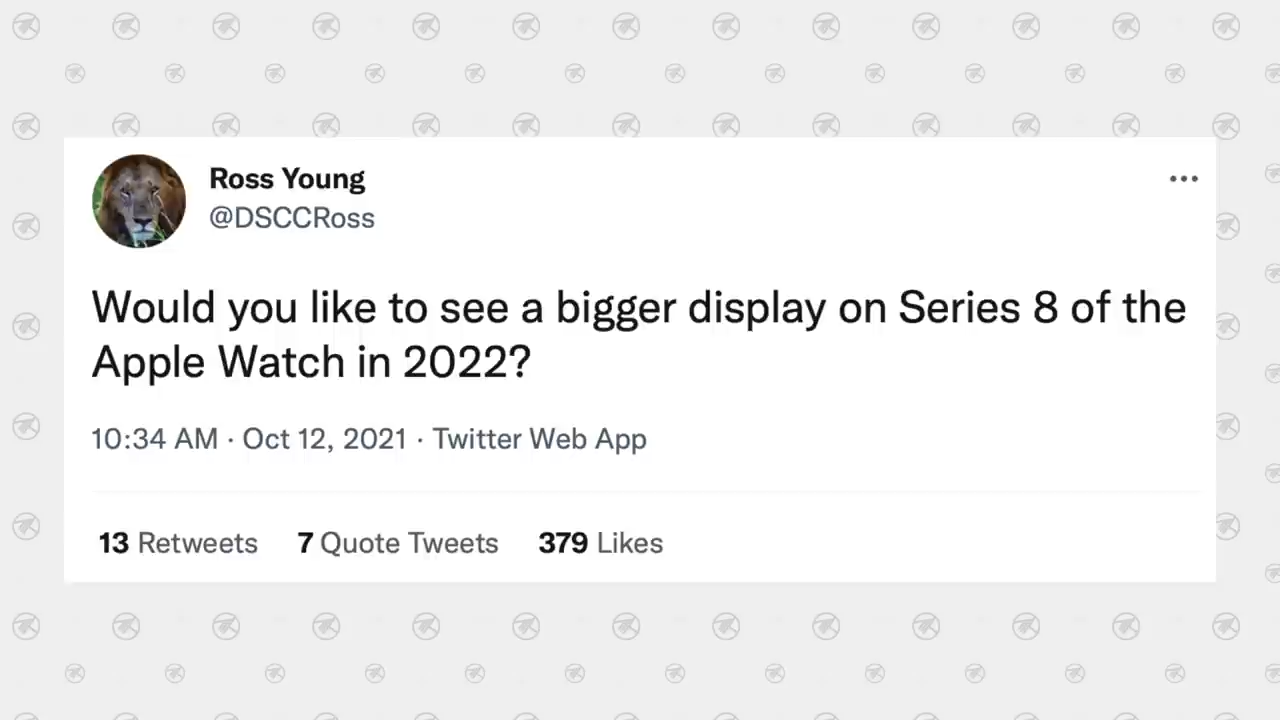 Ross Young
@DSCCRoss
Would you like to see a bigger display on Series 8 of the
Apple Watch in 2022?
10:34 AM · Oct 12, 2021 · Twitter Web App
13 Retweets 7 Quote Tweets 379 Likes